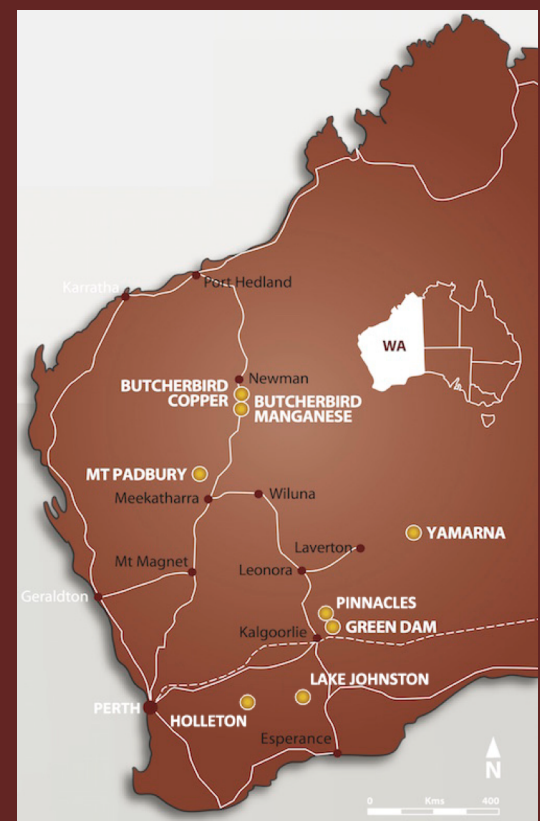 Karratha
Port Hedland
WA
Newman
BUTCHERBIRD
COPPER
BUTCHERBIRD
MANGANESE
MT PADBURY
Meekatharra
Wiluna
YAMARNA
Laverton
Mt Magnet
Leonora
Geraldton
PINNACLES
GREEN DAM
Kalgoorlie
LAKE JOHNSTON
PERTH
HOLLETON
Esperance
N
0 Kms 400